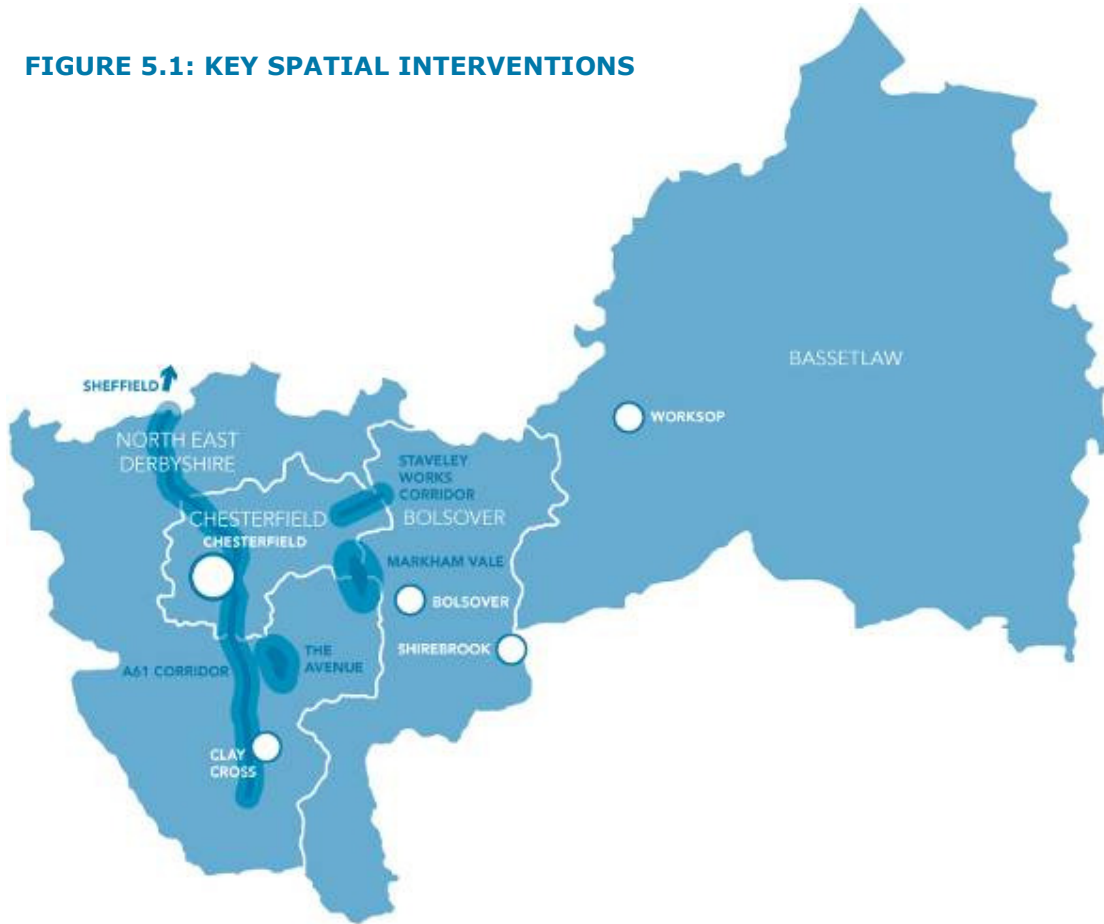 FIGURE 5.1: KEY SPATIAL INTERVENTIONS
BASSETLAW
SHEFFIELD
WORKSOP
NORTH EAST
DERBYSHIRE
STAVELEY
WORKS
CORRIDOR
CHESTERFIELD
BOLSOVER
CHESTERFIELD
MARKHAM VALE
BOLSOVER
SHIREBROOK
THE
AVENUE
A61 CORRIDOR
CLAY
CROSS